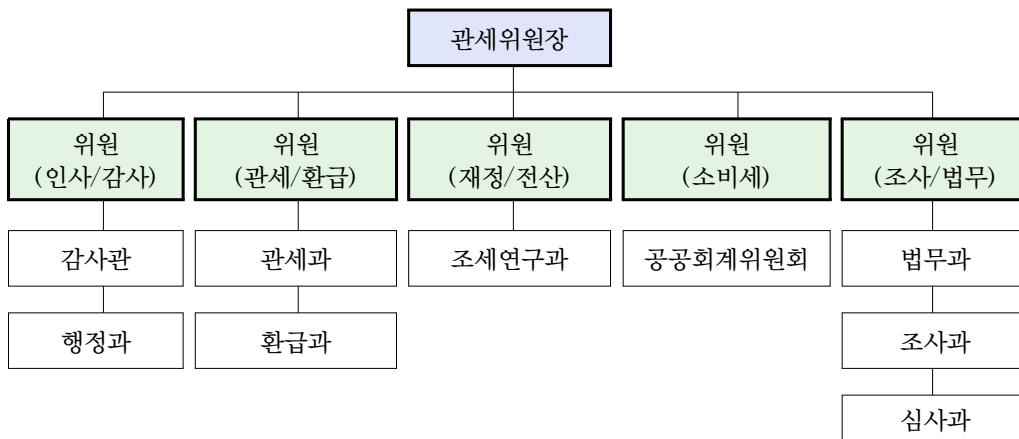 관세위원장
위원
(인사/감사)
위원
(관세/환급)
위원
(재정/전산)
위원
(소비세)
위원
(조사/법무)
감사관
관세과
조세연구과
공공회계위원회
법무과
행정과
환급과
조사과
심사과